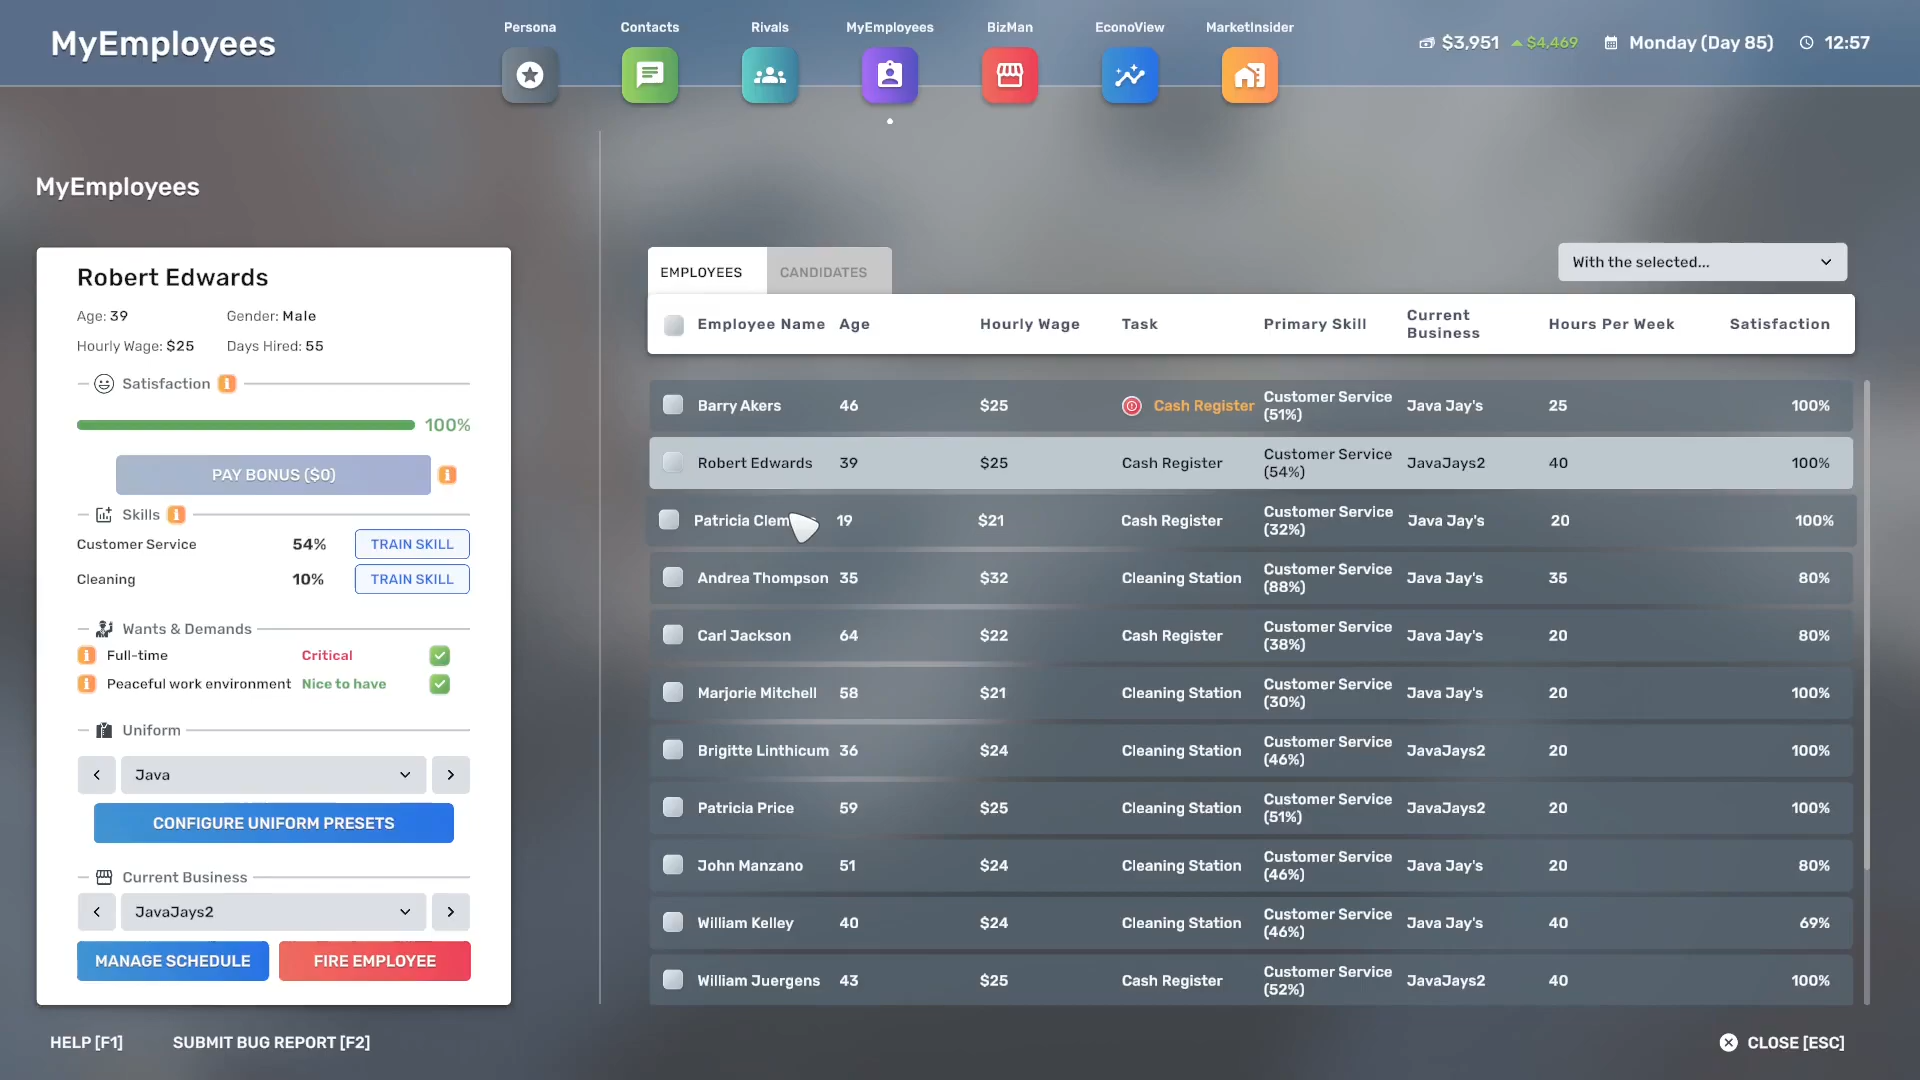 MyEmployees
Persona
Contacts
Rivals
MyEmployees
BizMan
EconoView
MarketInsider
$3,951
$4,469
Monday (Day 85)
12:57
MyEmployees
Robert Edwards
Age: 39
Gender: Male
Hourly Wage: $25
Days Hired: 55
Satisfaction
100%
PAY BONUS ($0)
Skills
Customer Service 54% TRAIN SKILL
Cleaning 10% TRAIN SKILL
Wants & Demands
Full-time Critical
Peaceful work environment Nice to have
Uniform
Java
CONFIGURE UNIFORM PRESETS
Current Business
JavaJays2
MANAGE SCHEDULE
FIRE EMPLOYEE
EMPLOYEES
CANDIDATES
With the selected...
Employee Name Age Hourly Wage Task Primary Skill Current Business Hours Per Week Satisfaction
Barry Akers 46 $25 Cash Register Customer Service (51%) Java Jay's 25 100%
Robert Edwards 39 $25 Cash Register Customer Service (54%) JavaJays2 40 100%
Patricia 19 $21 Cash Register Customer Service (32%) Java Jay's 20 100%
Andrea Thompson 35 $32 Cleaning Station Customer Service (88%) Java Jay's 35 80%
Carl Jackson 64 $22 Cash Register Customer Service (38%) Java Jay's 20 80%
Marjorie Mitchell 58 $21 Cleaning Station Customer Service (30%) Java Jay's 20 100%
Brigitte Linthicum 36 $24 Cleaning Station Customer Service (46%) JavaJays2 20 100%
Patricia Price 59 $25 Cleaning Station Customer Service (51%) JavaJays2 20 100%
John Manzano 51 $24 Cleaning Station Customer Service (46%) Java Jay's 20 80%
William Kelley 40 $24 Cleaning Station Customer Service (46%) Java Jay's 40 69%
William Juergens 43 $25 Cash Register Customer Service (52%) JavaJays2 40 100%
HELP [F1]
SUBMIT BUG REPORT [F2]
CLOSE [ESC]